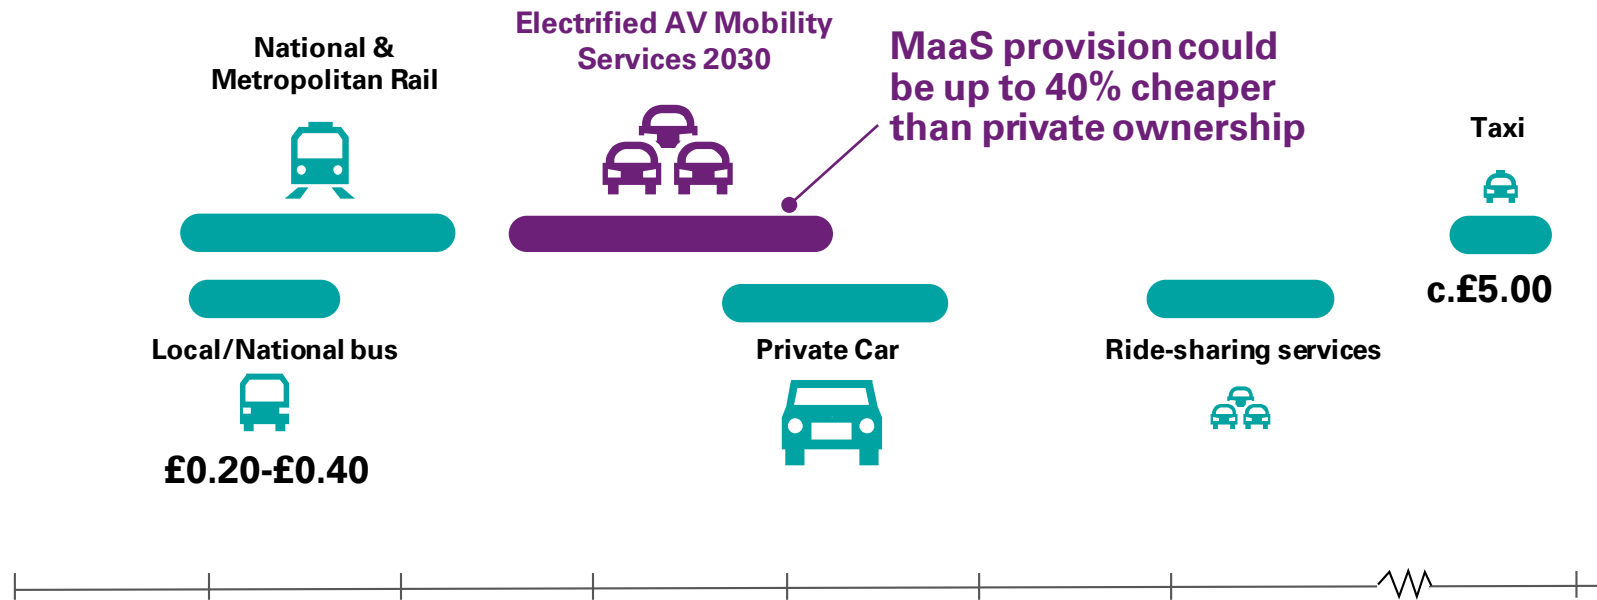 National &
Metropolitan Rail
Electrified AV Mobility
Services 2030
MaaS provision could
be up to 40% cheaper
than private ownership
Taxi
c.£5.00
Local/National bus
£0.20-£0.40
Private Car
Ride-sharing services